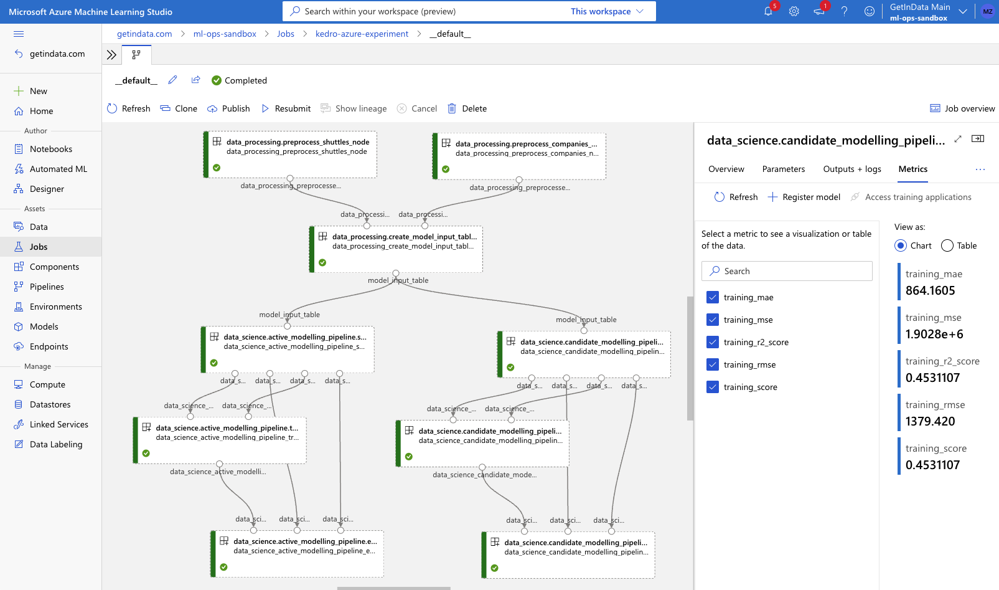 Microsoft Azure Machine Learning Studio
Search within your workspace (preview)
This workspace
5
1
GetInData Main
ml-ops-sandbox
MZ
getindata.com
ml-ops-sandbox
Jobs
kedro-azure-experiment
__default__
getindata.com
New
Home
Author
Notebooks
Automated ML
Designer
Assets
Data
Jobs
Components
Pipelines
Environments
Models
Endpoints
Manage
Compute
Datastores
Linked Services
Data Labeling
__default__
Completed
Refresh
Clone
Publish
Resubmit
Show lineage
Cancel
Delete
Job overview
data_processing.preprocess_shuttles_node
data_processing_preprocess_shuttles_node
data_processing_preprocesse...
data_processing.preprocess_companies_...
data_processing_preprocess_companies_n...
data_processing_preprocesse...
data_processi...
data_processi...
data_processing.create_model_input_tabl...
data_processing_create_model_input_tabl...
model_input_table
model_input_table
model_input_table
data_science.active_modelling_pipeline.s...
data_science_active_modelling_pipeline_s...
data_s...
data_s...
data_s...
data_s...
data_science.candidate_modelling_pipeli...
data_science_candidate_modelling_pipelin...
data_s...
data_s...
data_s...
data_s...
data_science_...
data_science_...
data_science.active_modelling_pipeline.t...
data_science_active_modelling_pipeline_tr...
data_science_active_modelli...
data_science_...
data_science_...
data_science.candidate_modelling_pipeli...
data_science_candidate_modelling_pipelin...
data_science_candidate_mode...
data_sci...
data_sci...
data_sci...
data_science.active_modelling_pipeline.e...
data_science_active_modelling_pipeline_e...
data_sci...
data_sci...
data_sci...
data_science.candidate_modelling_pipeli...
data_science_candidate_modelling_pipelin...
data_science.candidate_modelling_pipeli...
Overview
Parameters
Outputs + logs
Metrics
Refresh
Register model
Access training applications
Select a metric to see a visualization or table
of the data.
Search
training_mae
training_mse
training_r2_score
training_rmse
training_score
View as:
Chart
Table
training_mae
864.1605
training_mse
1.9028e+6
training_r2_score
0.4531107
training_rmse
1379.420
training_score
0.4531107